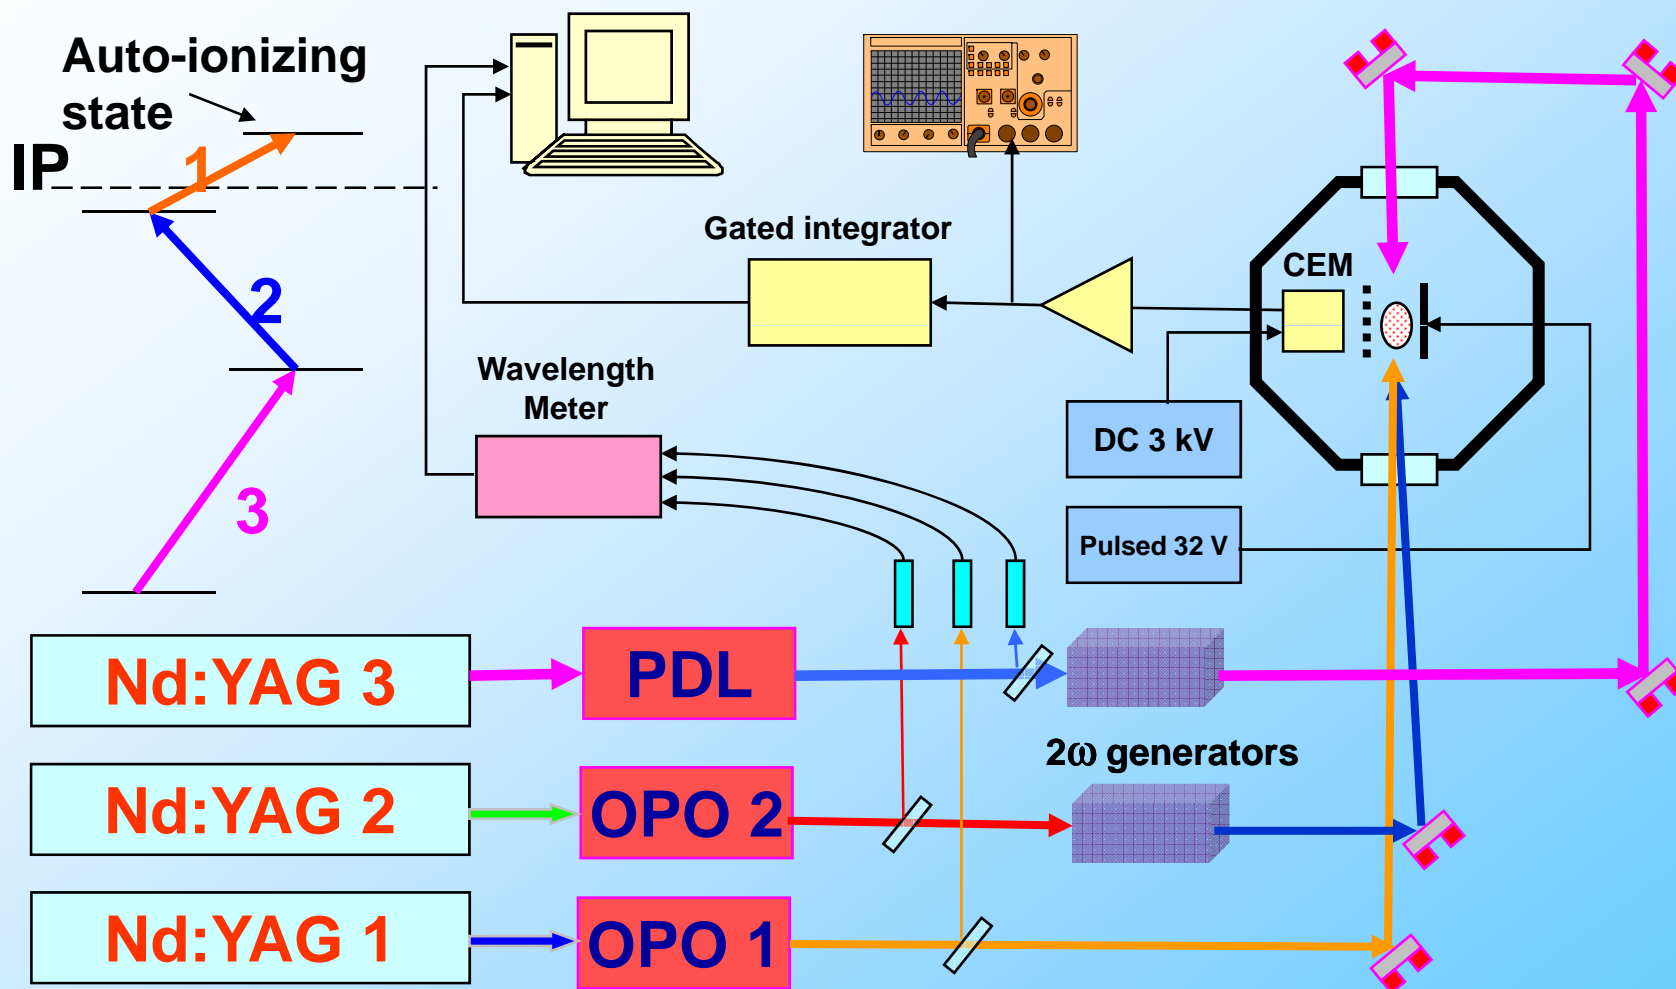 Auto-ionizing
state
IP
1
2
3
Gated integrator
CEM
Wavelength
Meter
DC 3 kV
Pulsed 32 V
Nd:YAG 3
PDL
2ω generators
Nd:YAG 2
OPO 2
Nd:YAG 1
OPO 1